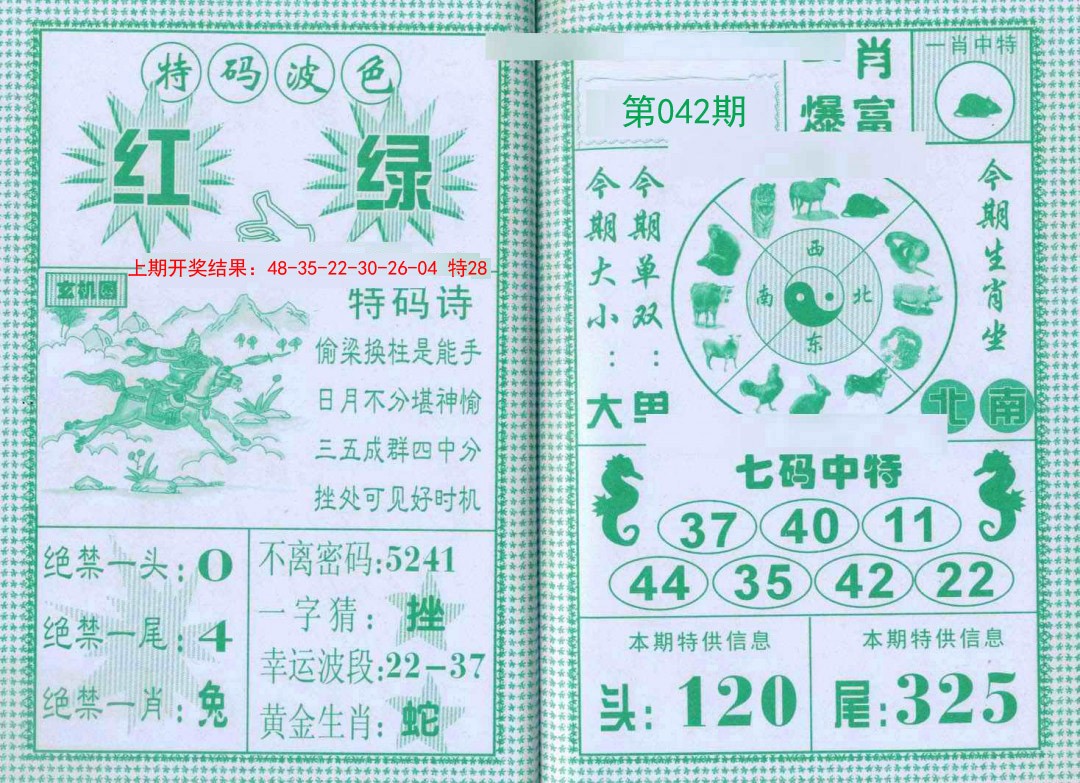 特码波色
红 绿
上期开奖结果：48-35-22-30-26-04 特28
玄机图
特码诗
偷梁换柱是能手
日月不分堪神愉
三五成群四中分
挫处可见好时机
绝禁一头：0
绝禁一尾：4
绝禁一肖：兔
不离密码:5241
一字猜：挫
幸运波段:22-37
黄金生肖：蛇
第042期
肖
爆富
一肖中特
今期大小：大
今期单双：单
西
南 北
东
今期生肖坐
北南
七码中特
37 40 11
44 35 42 22
本期特供信息
头：120
本期特供信息
尾:325